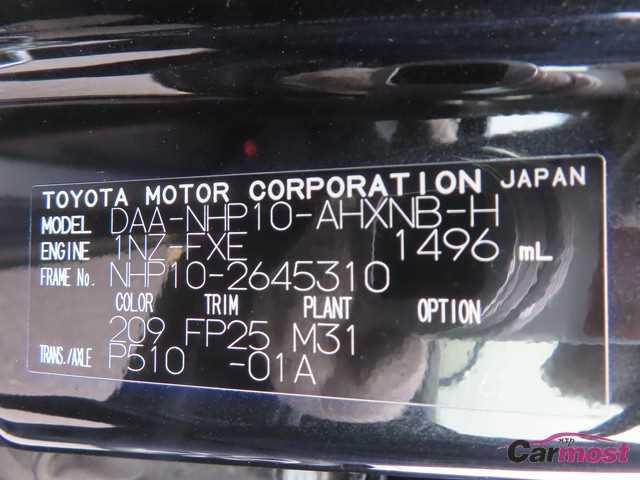 TOYOTA MOTOR CORPORATION JAPAN
MODEL DAA-NHP10-AHXNB-H
ENGINE 1NZ-FXE 1496 mL
FRAME No. NHP10-2645310
COLOR TRIM PLANT OPTION
209 FP25 M31
TRANS./AXLE P510 -01A
Carmost